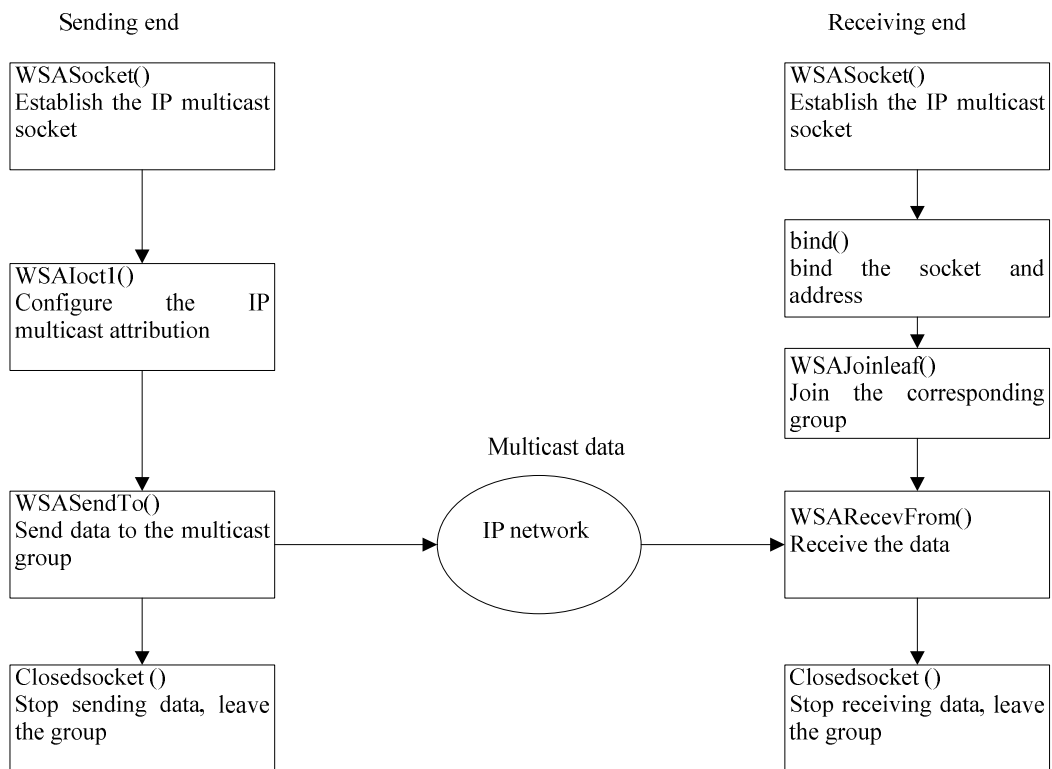 Sending end
WSASocket()
Establish the IP multicast
socket
WSAIoct1()
Configure the IP
multicast attribution
WSASendTo()
Send data to the multicast
group
Closedsocket ()
Stop sending data, leave
the group
Multicast data
IP network
Receiving end
WSASocket()
Establish the IP multicast
socket
bind()
bind the socket and
address
WSAJoinleaf()
Join the corresponding
group
WSARecevFrom()
Receive the data
Closedsocket ()
Stop receiving data, leave
the group